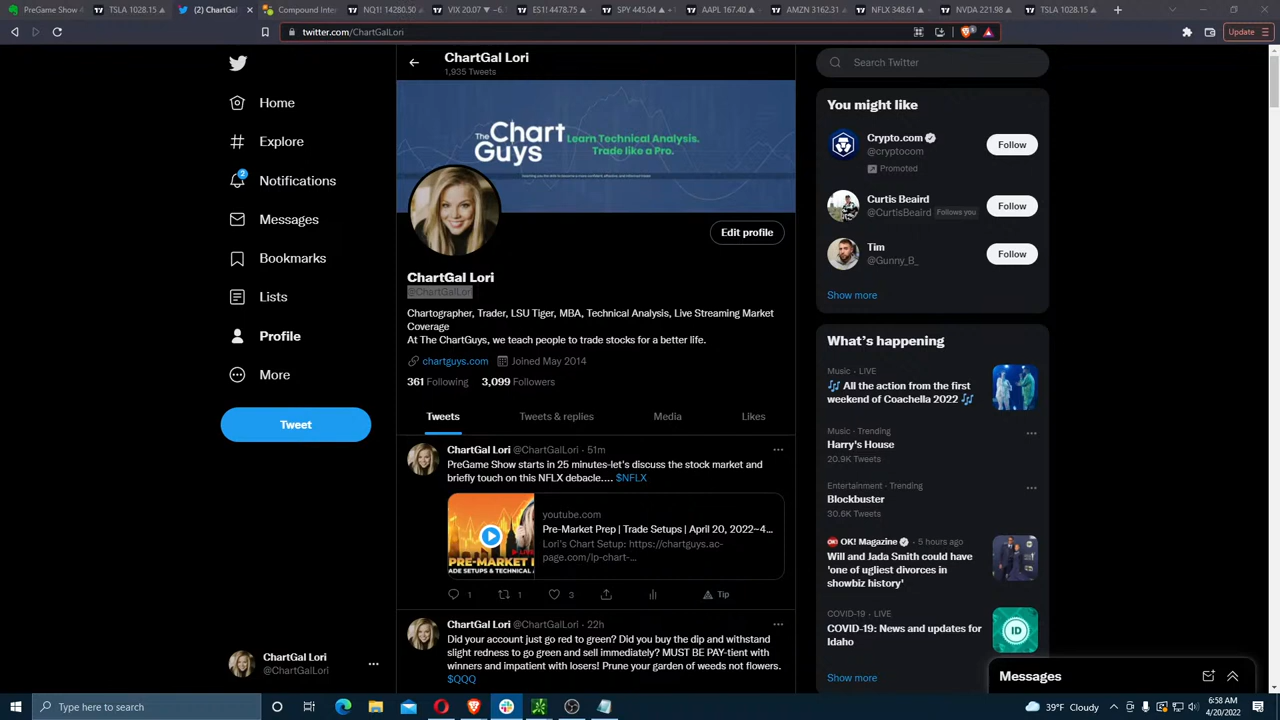 PreGame Show
TSLA 1028.15
(2) ChartGal
Compound Inter
NQ1! 14280.50
VIX 20.07
ES1! 4478.75
SPY 445.04
AAPL 167.40
AMZN 3162.31
NFLX 348.61
NVDA 221.98
TSLA 1028.15
twitter.com/ChartGalLori
Update
ChartGal Lori
1,935 Tweets
Home
Explore
2
Notifications
Messages
Bookmarks
Lists
Profile
More
Tweet
ChartGal Lori
@ChartGalLori
The Chart Guys
Learn Technical Analysis.
Trade like a Pro.
Edit profile
ChartGal Lori
@ChartGalLori
Chartographer, Trader, LSU Tiger, MBA, Technical Analysis, Live Streaming Market
Coverage
At The ChartGuys, we teach people to trade stocks for a better life.
chartguys.com Joined May 2014
361 Following 3,099 Followers
Tweets Tweets & replies Media Likes
ChartGal Lori @ChartGalLori · 51m
PreGame Show starts in 25 minutes-let's discuss the stock market and
briefly touch on this NFLX debacle.... $NFLX
PRE-MARKET
ADE SETUPS & TECHNICAL
youtube.com
Pre-Market Prep | Trade Setups | April 20, 2022–4...
Lori's Chart Setup: https://chartguys.ac-
page.com/lp-chart-...
1 1 3 Tip
ChartGal Lori @ChartGalLori · 22h
Did your account just go red to green? Did you buy the dip and withstand
slight redness to go green and sell immediately? MUST BE PAY-tient with
winners and impatient with losers! Prune your garden of weeds not flowers.
$QQQ
Search Twitter
You might like
Crypto.com
@cryptocom
Promoted
Follow
Curtis Beaird
@CurtisBeaird Follows you
Follow
Tim
@Gunny_B_
Follow
Show more
What's happening
Music · LIVE
All the action from the first
weekend of Coachella 2022
Music · Trending
Harry's House
20.9K Tweets
Entertainment · Trending
Blockbuster
30.6K Tweets
OK! Magazine · 5 hours ago
Will and Jada Smith could have
'one of ugliest divorces in
showbiz history'
COVID-19 · LIVE
COVID-19: News and updates for
Idaho
ID
Show more
Messages
Type here to search
39°F Cloudy
6:58 AM
4/20/2022